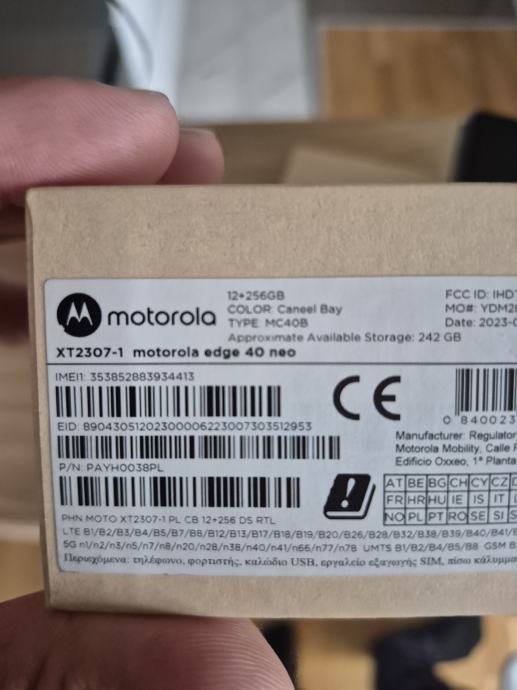 motorola
12+256GB
COLOR: Caneel Bay
TYPE: MC40B
Approximate Available Storage: 242 GB
FCC ID:
MO#:
Date:
XT2307-1 motorola edge 40 neo
IMEI1: 353852883934413
EID: 89043051202300006223007303512953
P/N: PAYH0038PL
CE
0 84002
Manufacturer:
Motorola Mobility, Calle
Edificio Oxxeo, 1ª Planta
AT BE BG CH CY CZ
FR HR HU IE IS IT
NO PL PT RO SE SI
PHN MOTO XT2307-1 PL CB 12+256 DS RTL
LTE B1/B2/B3/B4/B5/B7/B8/B12/B13/B17/B18/B19/B20/B26/B28/B32/B38/B39/B40/B41/
5G n1/n2/n3/n5/n7/n8/n20/n28/n38/n40/n41/n66/n77/n78 UMTS B1/B2/B4/B5/B8 GSM
Περιεχόμενα: τηλέφωνο, φορτιστής, καλώδιο USB, εργαλείο εξαγωγής SIM, πίσω